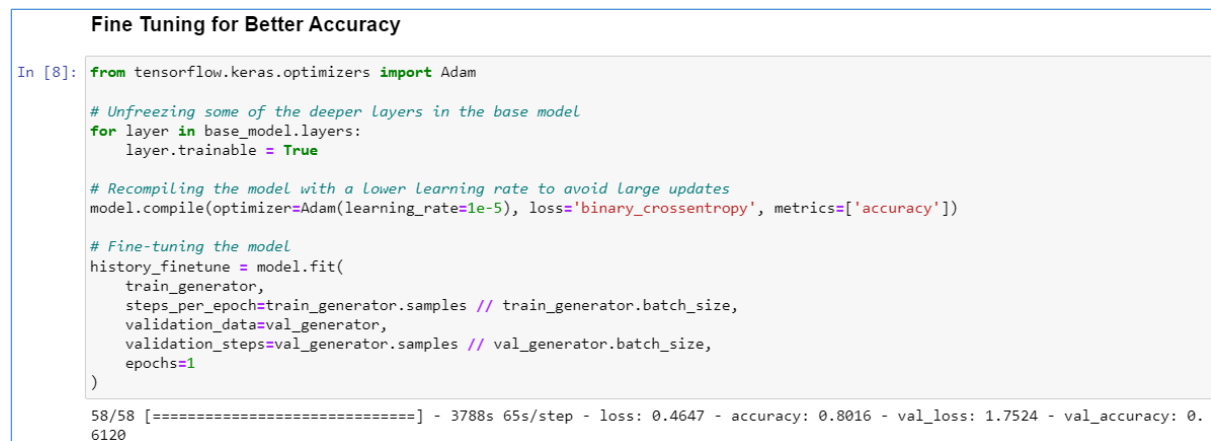 Fine Tuning for Better Accuracy
In [8]: from tensorflow.keras.optimizers import Adam
# Unfreezing some of the deeper layers in the base model
for layer in base_model.layers:
    layer.trainable = True
# Recompiling the model with a lower learning rate to avoid large updates
model.compile(optimizer=Adam(learning_rate=1e-5), loss='binary_crossentropy', metrics=['accuracy'])
# Fine-tuning the model
history_finetune = model.fit(
    train_generator,
    steps_per_epoch=train_generator.samples // train_generator.batch_size,
    validation_data=val_generator,
    validation_steps=val_generator.samples // val_generator.batch_size,
    epochs=1
)
58/58 [==============================] - 3788s 65s/step - loss: 0.4647 - accuracy: 0.8016 - val_loss: 1.7524 - val_accuracy: 0.
6120